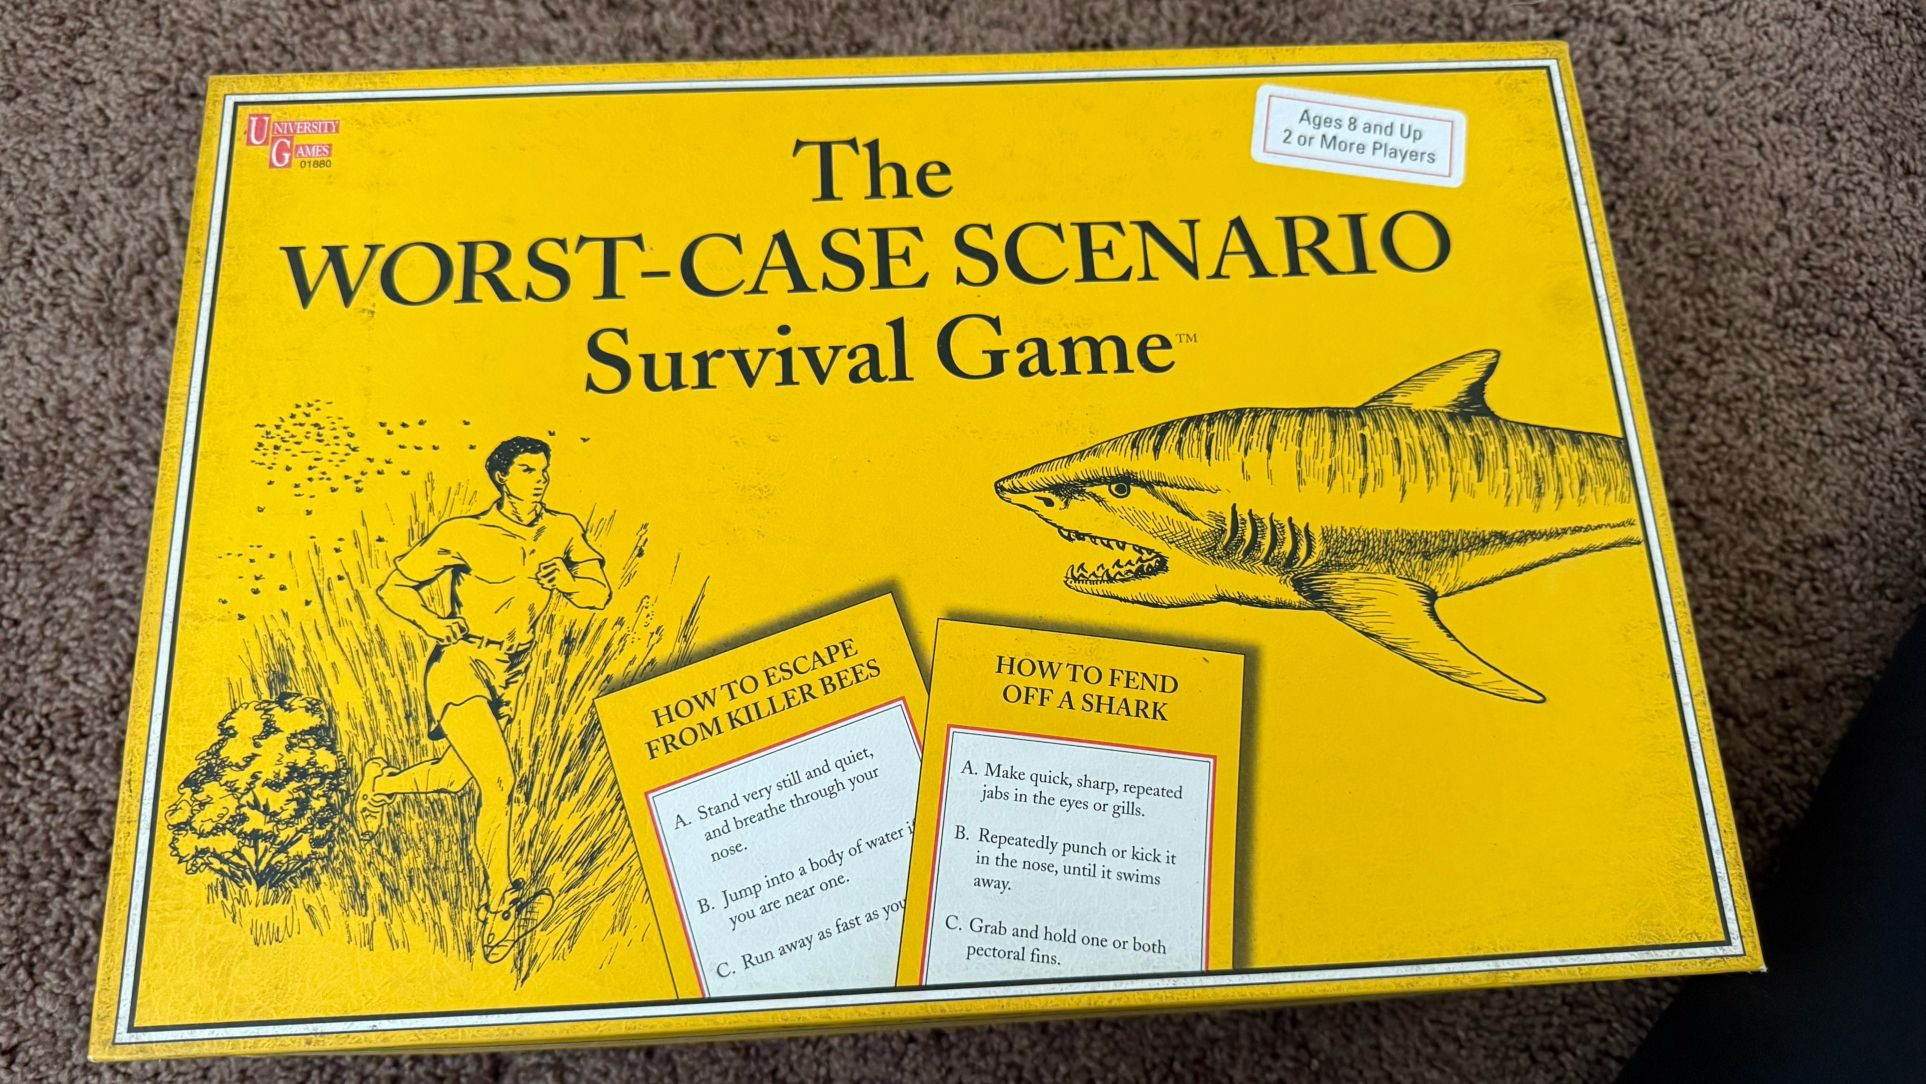 UNIVERSITY
GAMES
01880
Ages 8 and Up
2 or More Players
The
WORST-CASE SCENARIO
Survival Game™
HOW TO ESCAPE
FROM KILLER BEES
A. Stand very still and quiet,
and breathe through your
nose.
B. Jump into a body of water
you are near one.
C. Run away as fast as you
HOW TO FEND
OFF A SHARK
A. Make quick, sharp, repeated
jabs in the eyes or gills.
B. Repeatedly punch or kick it
in the nose, until it swims
away.
C. Grab and hold one or both
pectoral fins.